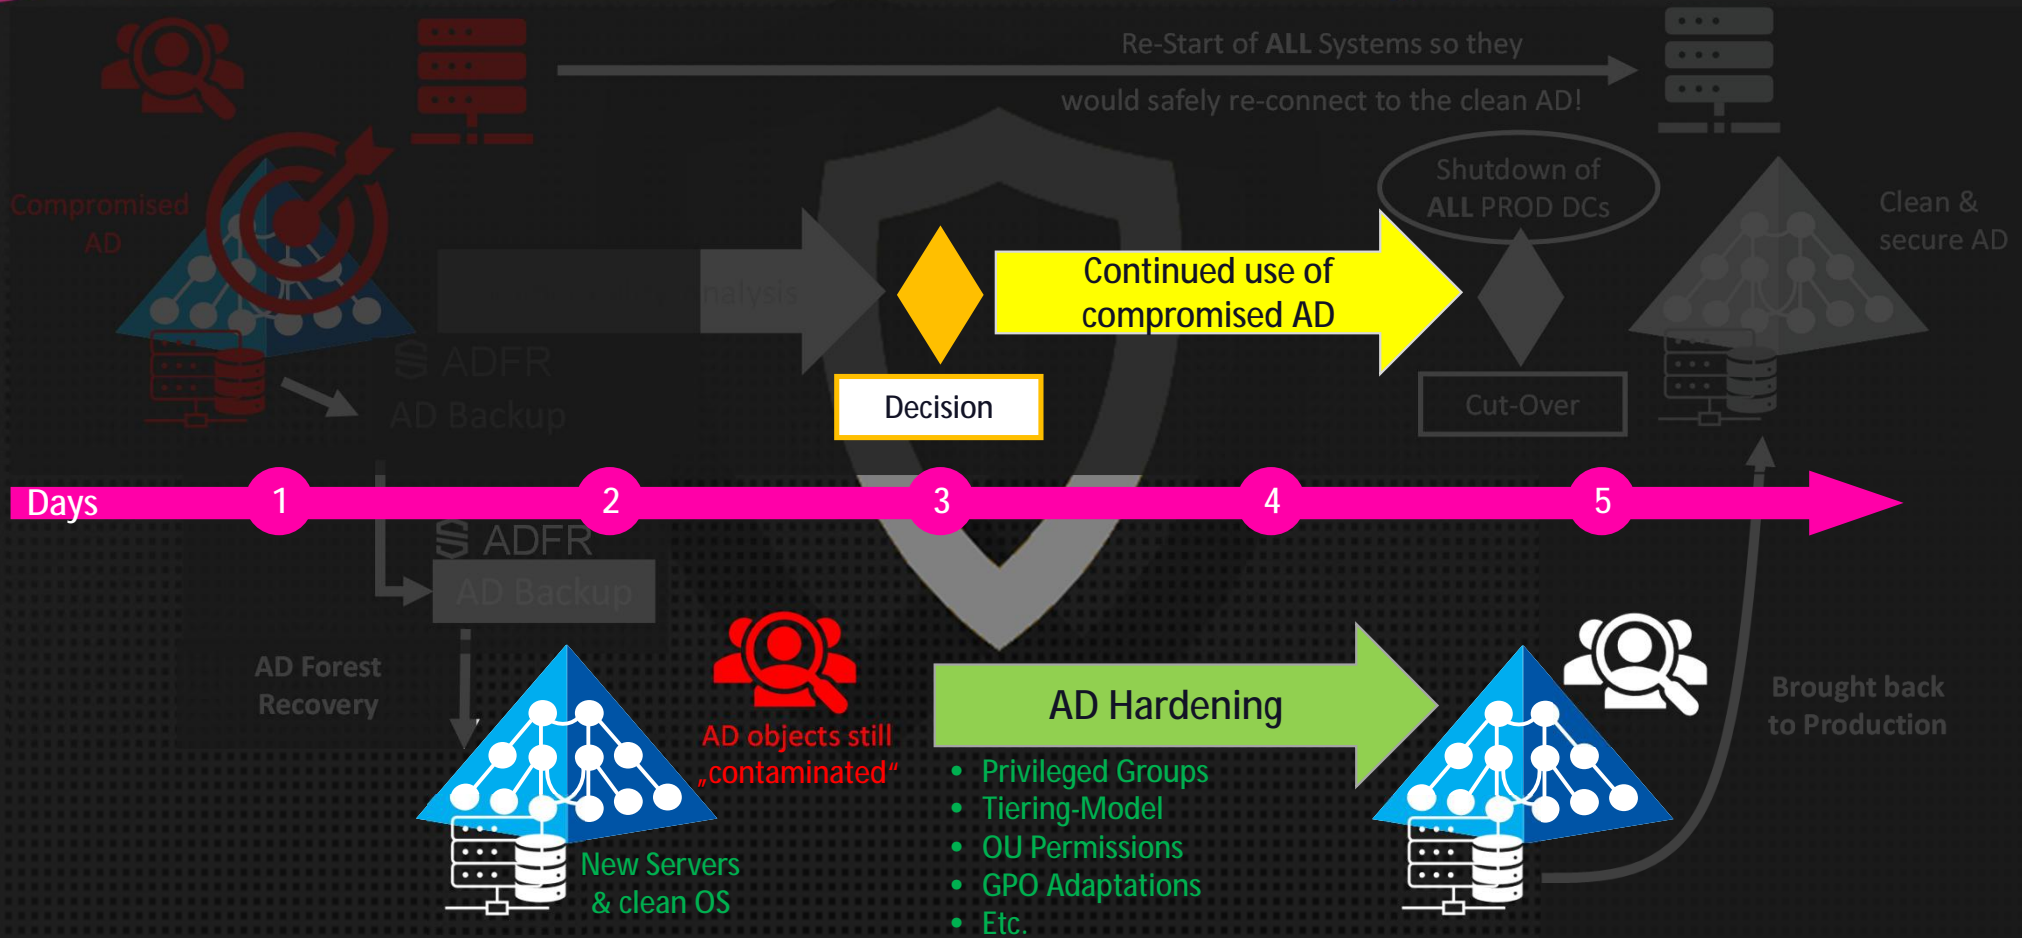 Re-Start of ALL Systems so they
would safely re-connect to the clean AD!
Compromised
AD
Shutdown of
ALL PROD DCs
Clean &
secure AD
nalysis
Continued use of
compromised AD
ADFR
AD Backup
Decision
Cut-Over
Days
1
2
3
4
5
ADFR
AD Backup
AD Forest
Recovery
AD objects still
„contaminated“
New Servers
& clean OS
AD Hardening
• Privileged Groups
• Tiering-Model
• OU Permissions
• GPO Adaptations
• Etc.
Brought back
to Production